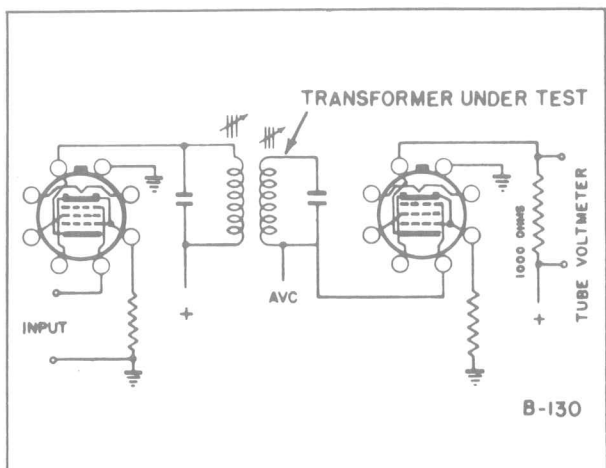 TRANSFORMER UNDER TEST
AVC
INPUT
+
+
1000 OHMS
TUBE VOLTMETER
B-130